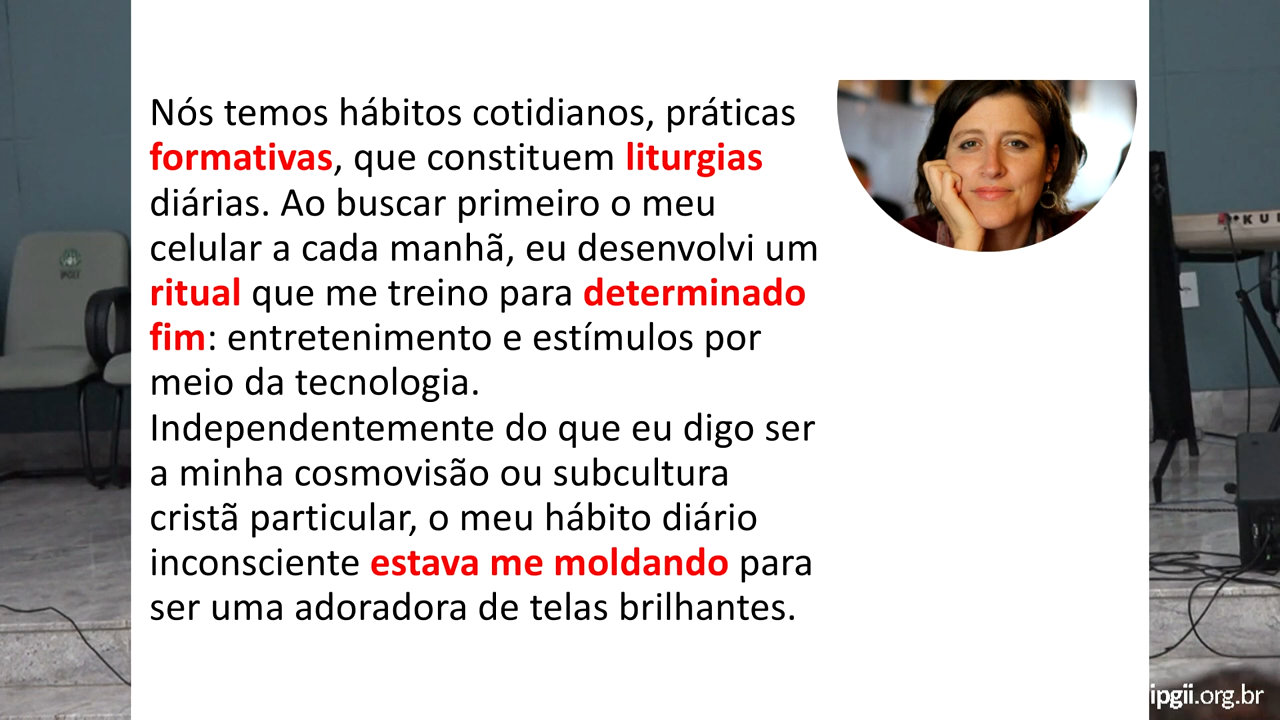 Nós temos hábitos cotidianos, práticas
formativas, que constituem liturgias
diárias. Ao buscar primeiro o meu
celular a cada manhã, eu desenvolvi um
ritual que me treino para determinado
fim: entretenimento e estímulos por
meio da tecnologia.
Independentemente do que eu digo ser
a minha cosmovisão ou subcultura
cristã particular, o meu hábito diário
inconsciente estava me moldando para
ser uma adoradora de telas brilhantes.
ipgii.org.br